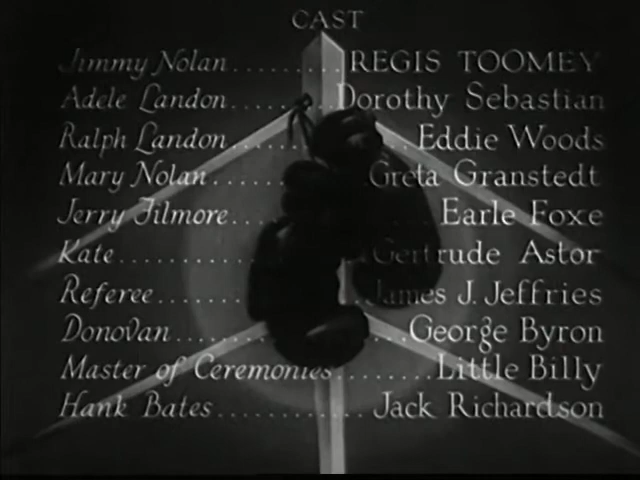 CAST
Jimmy Nolan..........REGIS TOOMEY
Adele Landon.........Dorothy Sebastian
Ralph Landon...............Eddie Woods
Mary Nolan..............Greta Granstedt
Jerry Filmore................Earle Foxe
Kate......................Gertrude Astor
Referee................James J. Jeffries
Donovan..................George Byron
Master of Ceremonies........Little Billy
Hank Bates............Jack Richardson